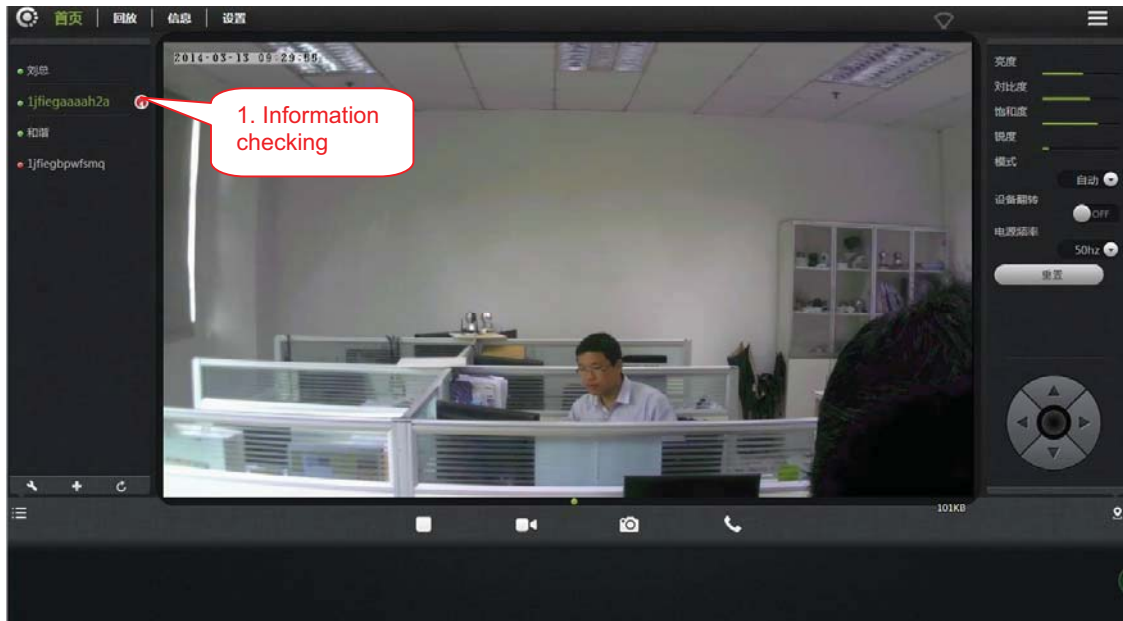 首页 回放 信息 设置
2014-03-13 09:29:55
刘总
1jfiegaaaah2a
和谐
1jfiegbpwfsmq
1. Information
checking
亮度
对比度
饱和度
锐度
模式
自动
设备翻转
OFF
电源频率
50hz
重置
101KB